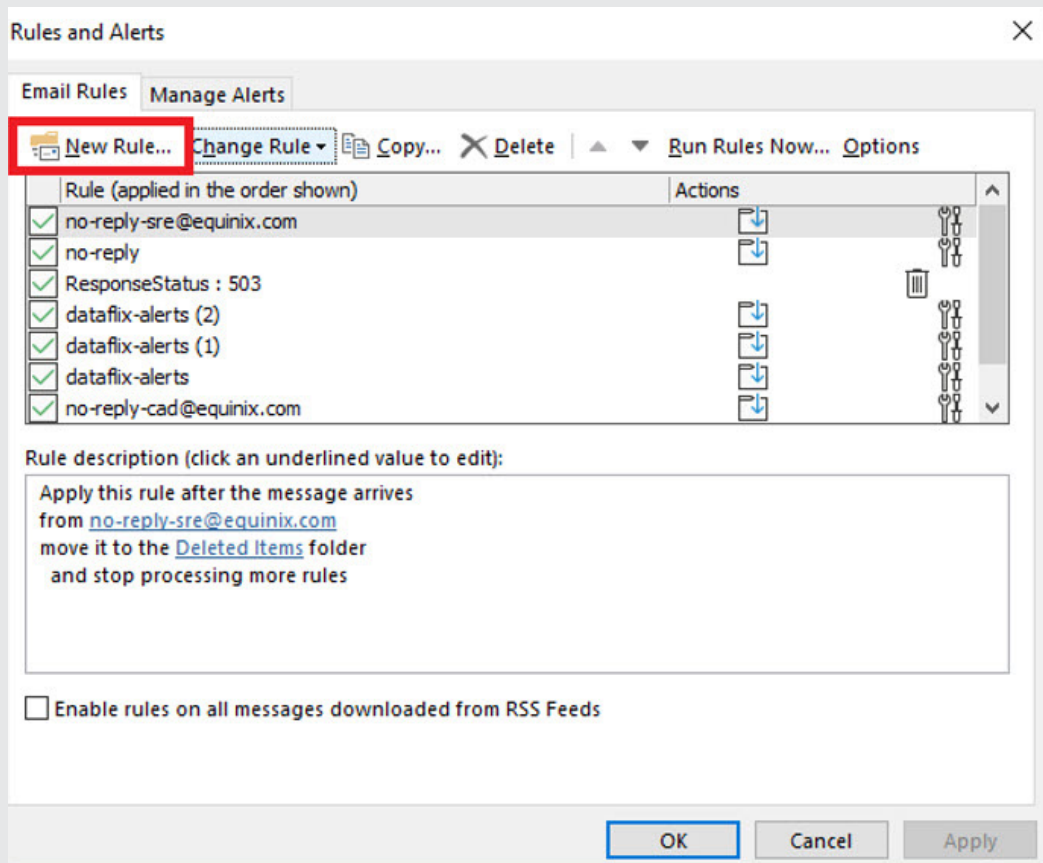 Rules and Alerts
Email Rules Manage Alerts
New Rule... Change Rule Copy... Delete Run Rules Now... Options
Rule (applied in the order shown) Actions
no-reply-sre@equinix.com
no-reply
ResponseStatus : 503
dataflix-alerts (2)
dataflix-alerts (1)
dataflix-alerts
no-reply-cad@equinix.com
Rule description (click an underlined value to edit):
Apply this rule after the message arrives
from no-reply-sre@equinix.com
move it to the Deleted Items folder
and stop processing more rules
Enable rules on all messages downloaded from RSS Feeds
OK Cancel Apply